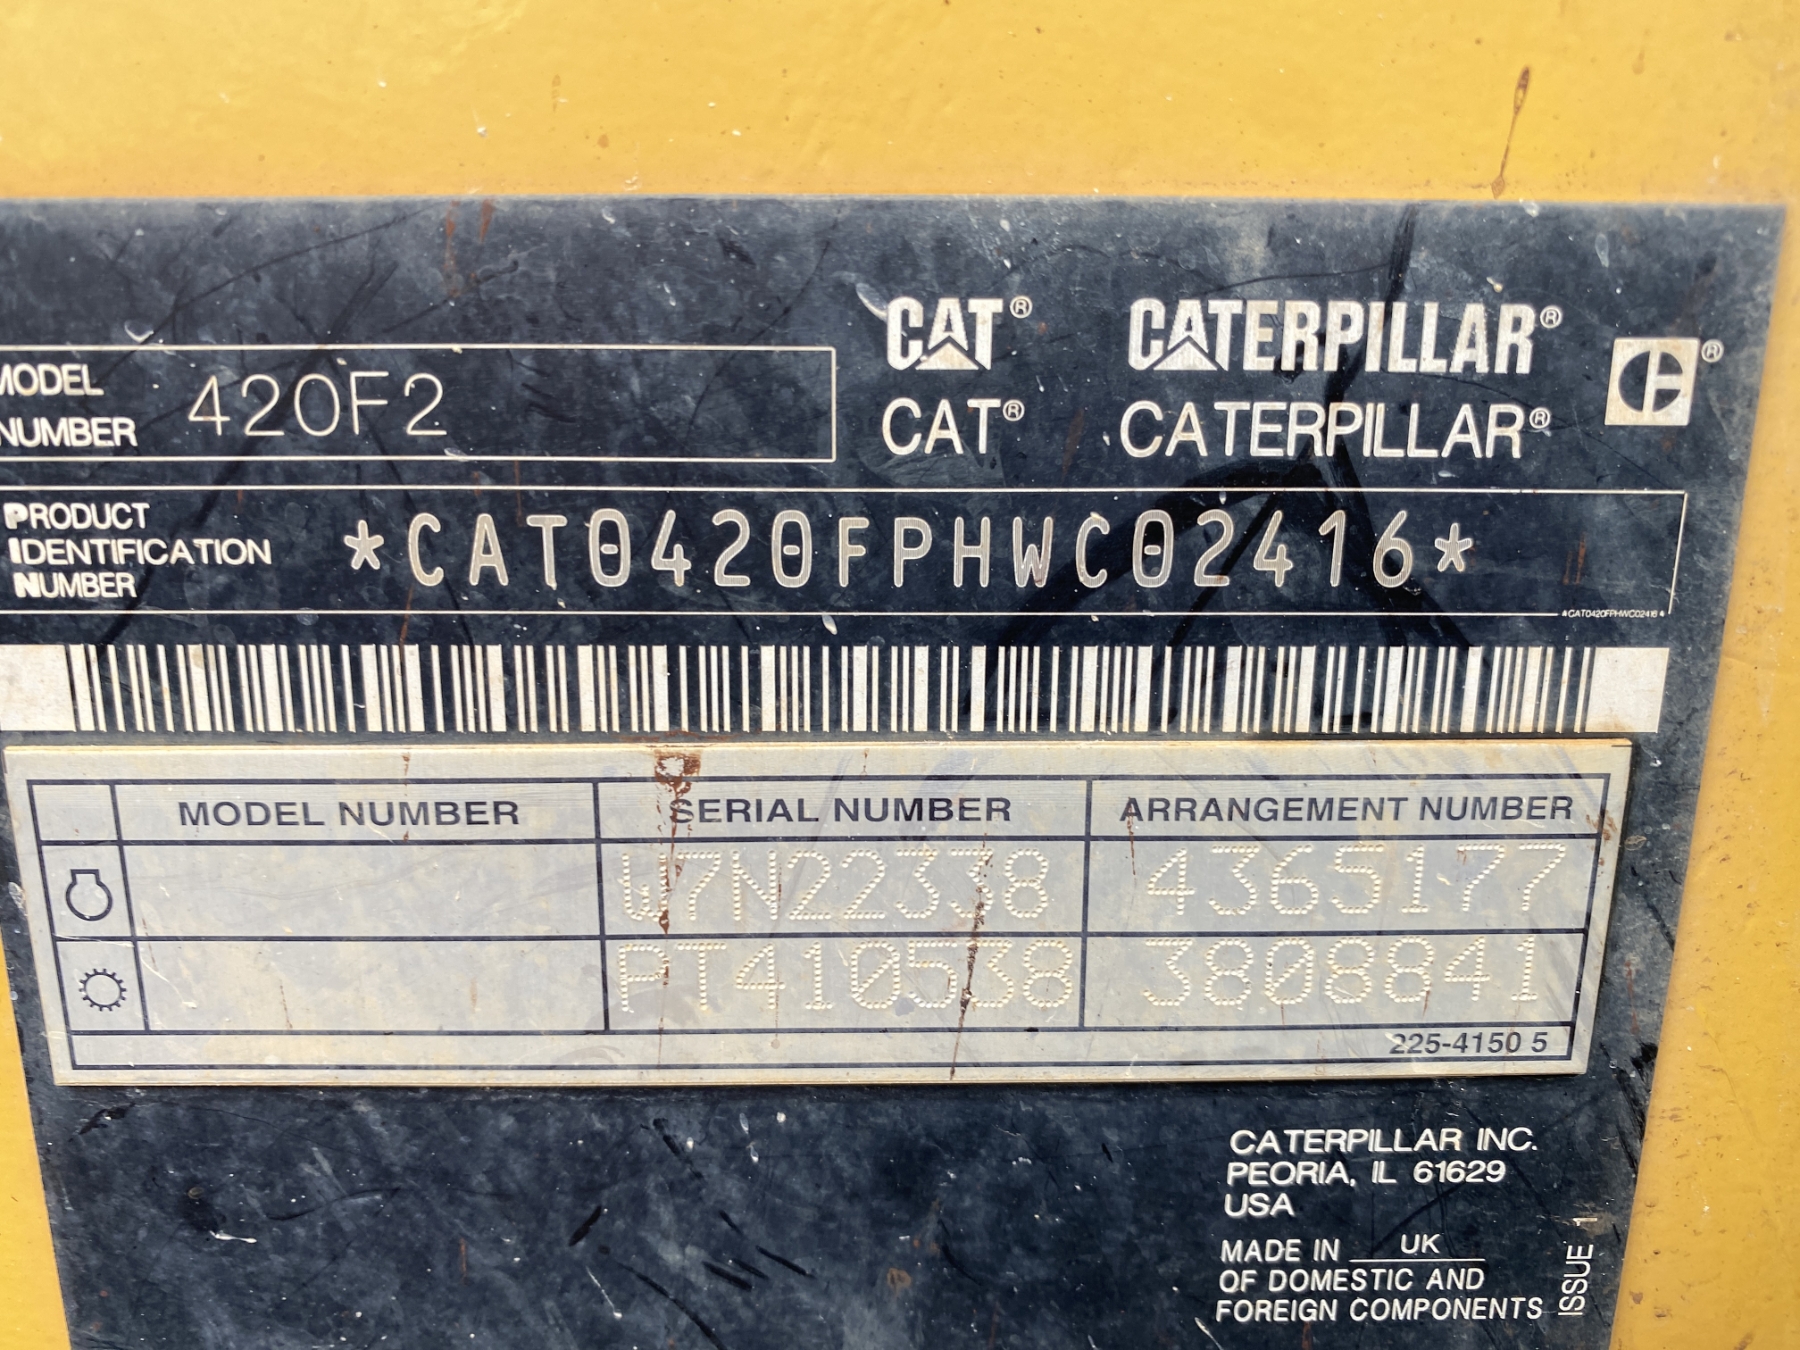 CAT® CATERPILLAR®
MODEL NUMBER 420F2
CAT® CATERPILLAR®
PRODUCT IDENTIFICATION NUMBER *CAT0420FPHWC02416*
*CAT0420FPHWC02416*
MODEL NUMBER SERIAL NUMBER ARRANGEMENT NUMBER
W7N22338 4365177
PT410538 3808841
225-4150 5
CATERPILLAR INC.
PEORIA, IL 61629
USA
MADE IN UK
OF DOMESTIC AND
FOREIGN COMPONENTS
ISSUE 1